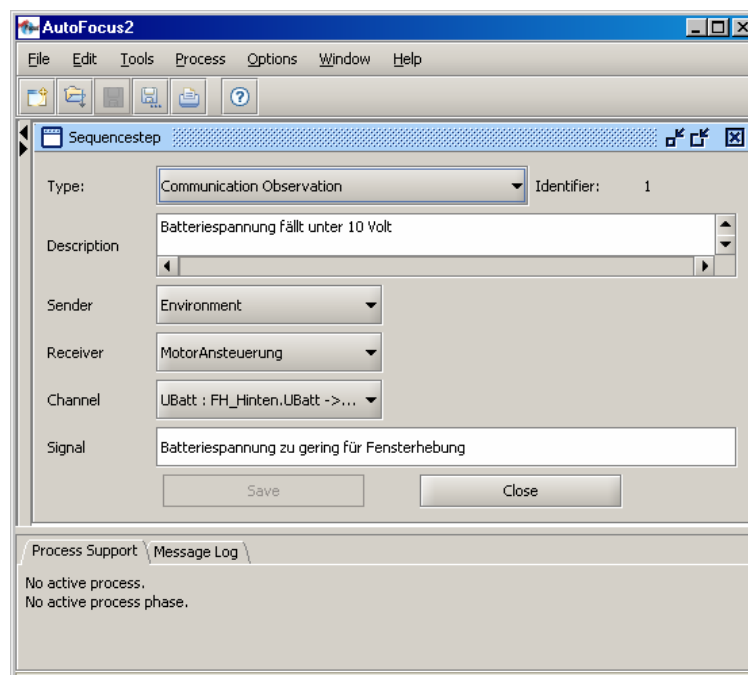 AutoFocus2
File Edit Tools Process Options Window Help
Sequencestep
Type: Communication Observation Identifier: 1
Description Batteriespannung fällt unter 10 Volt
Sender Environment
Receiver MotorAnsteuerung
Channel UBatt : FH_Hinten.UBatt ->...
Signal Batteriespannung zu gering für Fensterhebung
Save Close
Process Support Message Log
No active process.
No active process phase.